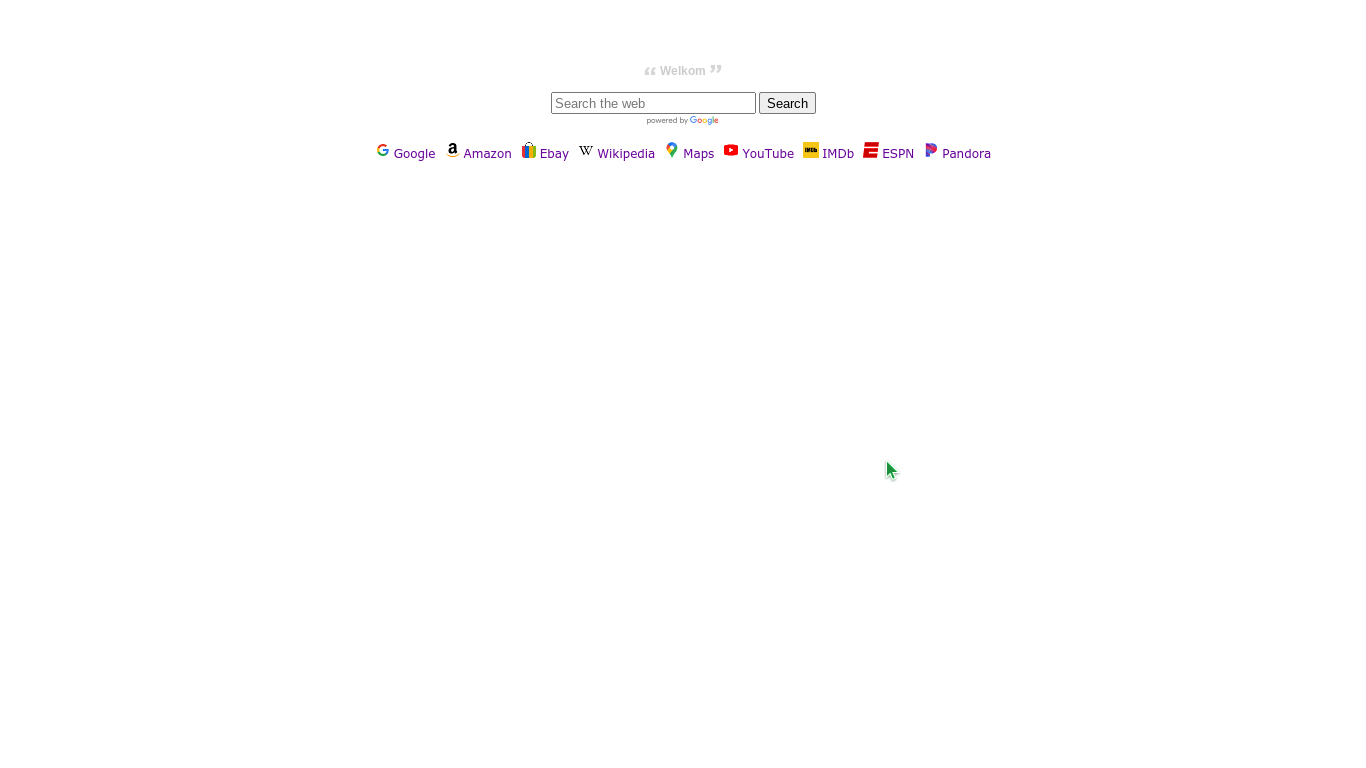 “ Welkom ”
Search the web Search
powered by Google
Google Amazon Ebay Wikipedia Maps YouTube IMDb ESPN Pandora